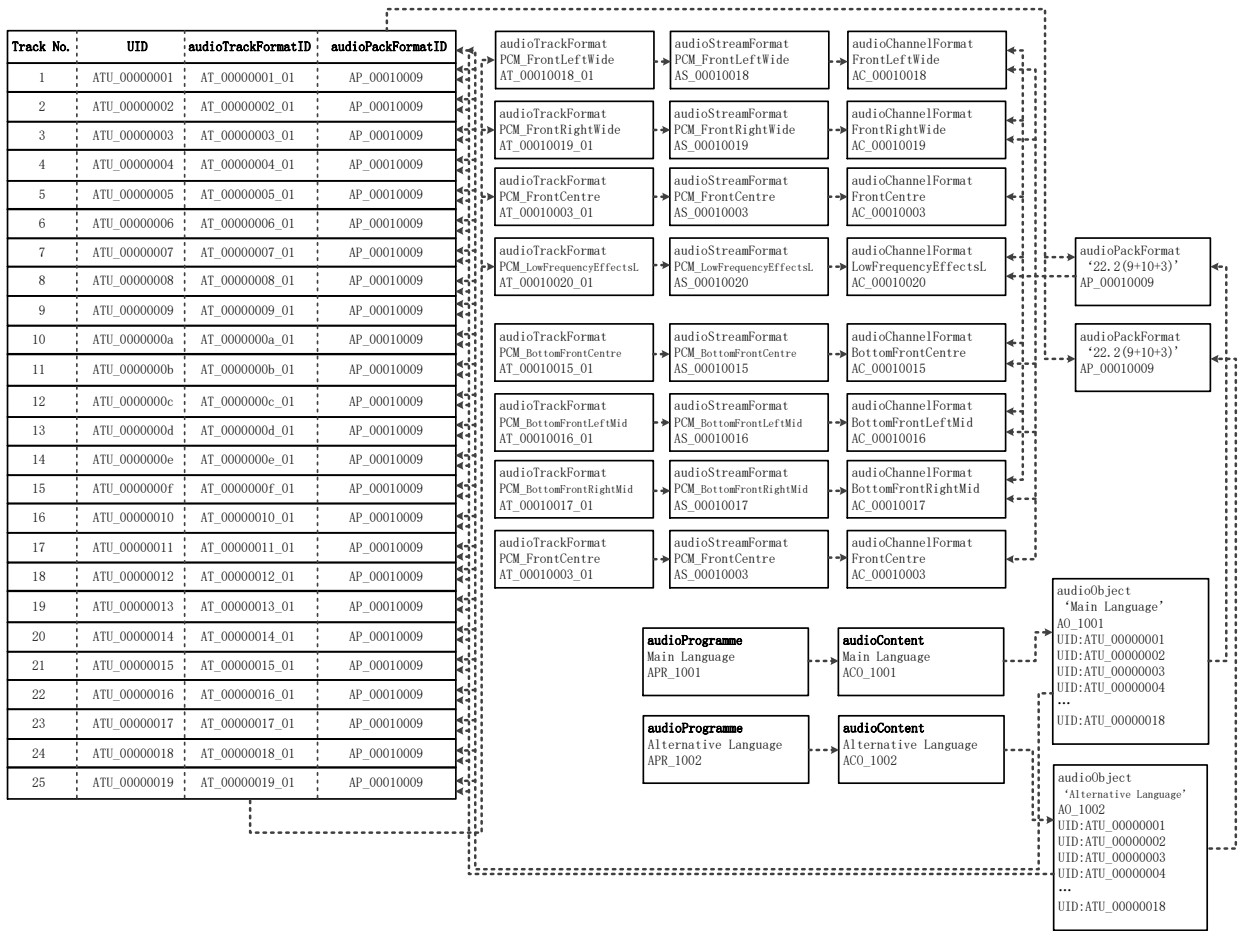 Track No. UID audioTrackFormatID audioPackFormatID
1 ATU_00000001 AT_00000001_01 AP_00010009
2 ATU_00000002 AT_00000002_01 AP_00010009
3 ATU_00000003 AT_00000003_01 AP_00010009
4 ATU_00000004 AT_00000004_01 AP_00010009
5 ATU_00000005 AT_00000005_01 AP_00010009
6 ATU_00000006 AT_00000006_01 AP_00010009
7 ATU_00000007 AT_00000007_01 AP_00010009
8 ATU_00000008 AT_00000008_01 AP_00010009
9 ATU_00000009 AT_00000009_01 AP_00010009
10 ATU_0000000a AT_0000000a_01 AP_00010009
11 ATU_0000000b AT_0000000b_01 AP_00010009
12 ATU_0000000c AT_0000000c_01 AP_00010009
13 ATU_0000000d AT_0000000d_01 AP_00010009
14 ATU_0000000e AT_0000000e_01 AP_00010009
15 ATU_0000000f AT_0000000f_01 AP_00010009
16 ATU_00000010 AT_00000010_01 AP_00010009
17 ATU_00000011 AT_00000011_01 AP_00010009
18 ATU_00000012 AT_00000012_01 AP_00010009
19 ATU_00000013 AT_00000013_01 AP_00010009
20 ATU_00000014 AT_00000014_01 AP_00010009
21 ATU_00000015 AT_00000015_01 AP_00010009
22 ATU_00000016 AT_00000016_01 AP_00010009
23 ATU_00000017 AT_00000017_01 AP_00010009
24 ATU_00000018 AT_00000018_01 AP_00010009
25 ATU_00000019 AT_00000019_01 AP_00010009
audioTrackFormat
PCM_FrontLeftWide
AT_00010018_01
audioStreamFormat
PCM_FrontLeftWide
AS_00010018
audioChannelFormat
FrontLeftWide
AC_00010018
audioTrackFormat
PCM_FrontRightWide
AT_00010019_01
audioStreamFormat
PCM_FrontRightWide
AS_00010019
audioChannelFormat
FrontRightWide
AC_00010019
audioTrackFormat
PCM_FrontCentre
AT_00010003_01
audioStreamFormat
PCM_FrontCentre
AS_00010003
audioChannelFormat
FrontCentre
AC_00010003
audioTrackFormat
PCM_LowFrequencyEffectsL
AT_00010020_01
audioStreamFormat
PCM_LowFrequencyEffectsL
AS_00010020
audioChannelFormat
LowFrequencyEffectsL
AC_00010020
audioTrackFormat
PCM_BottomFrontCentre
AT_00010015_01
audioStreamFormat
PCM_BottomFrontCentre
AS_00010015
audioChannelFormat
BottomFrontCentre
AC_00010015
audioTrackFormat
PCM_BottomFrontLeftMid
AT_00010016_01
audioStreamFormat
PCM_BottomFrontLeftMid
AS_00010016
audioChannelFormat
BottomFrontLeftMid
AC_00010016
audioTrackFormat
PCM_BottomFrontRightMid
AT_00010017_01
audioStreamFormat
PCM_BottomFrontRightMid
AS_00010017
audioChannelFormat
BottomFrontRightMid
AC_00010017
audioTrackFormat
PCM_FrontCentre
AT_00010003_01
audioStreamFormat
PCM_FrontCentre
AS_00010003
audioChannelFormat
FrontCentre
AC_00010003
audioPackFormat
‘22.2(9+10+3)’
AP_00010009
audioPackFormat
‘22.2(9+10+3)’
AP_00010009
audioProgramme
Main Language
APR_1001
audioContent
Main Language
ACO_1001
audioObject
‘Main Language’
AO_1001
UID:ATU_00000001
UID:ATU_00000002
UID:ATU_00000003
UID:ATU_00000004
…
UID:ATU_00000018
audioProgramme
Alternative Language
APR_1002
audioContent
Alternative Language
ACO_1002
audioObject
‘Alternative Language’
AO_1002
UID:ATU_00000001
UID:ATU_00000002
UID:ATU_00000003
UID:ATU_00000004
…
UID:ATU_00000018